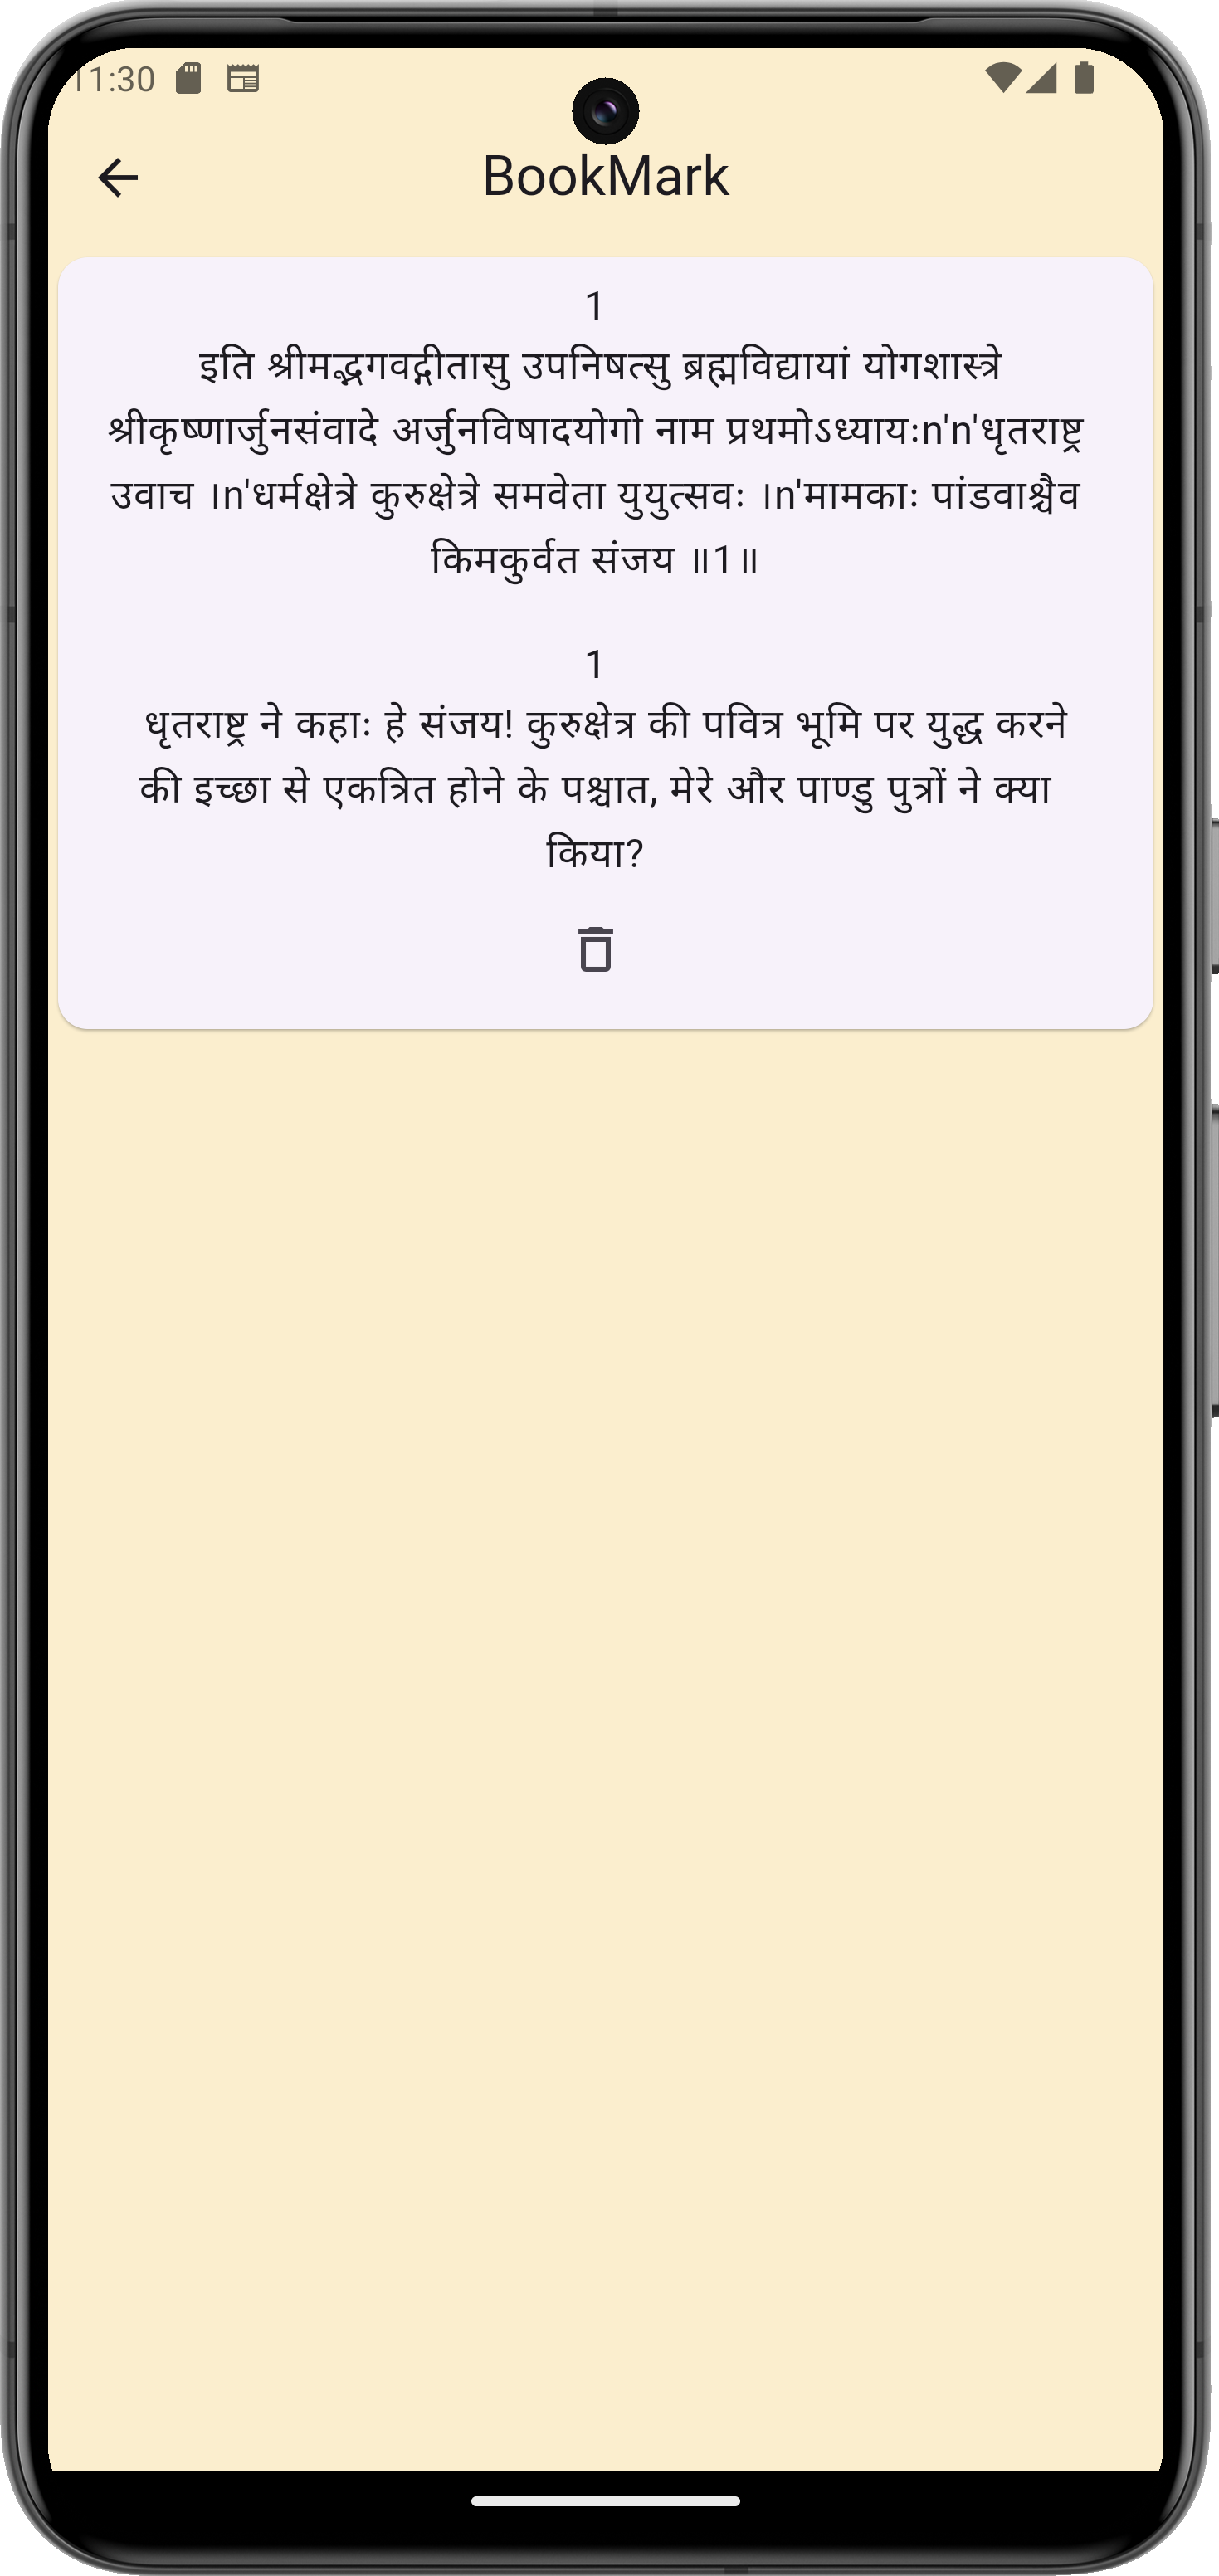 11:30
BookMark
1
इति श्रीमद्भगवद्गीतासु उपनिषत्सु ब्रह्मविद्यायां योगशास्त्रे
श्रीकृष्णार्जुनसंवादे अर्जुनविषादयोगो नाम प्रथमोऽध्यायःn'n'धृतराष्ट्र
उवाच ।n'धर्मक्षेत्रे कुरुक्षेत्रे समवेता युयुत्सवः ।n'मामकाः पांडवाश्चैव
किमकुर्वत संजय ॥1॥
1
धृतराष्ट्र ने कहाः हे संजय! कुरुक्षेत्र की पवित्र भूमि पर युद्ध करने
की इच्छा से एकत्रित होने के पश्चात, मेरे और पाण्डु पुत्रों ने क्या
किया?